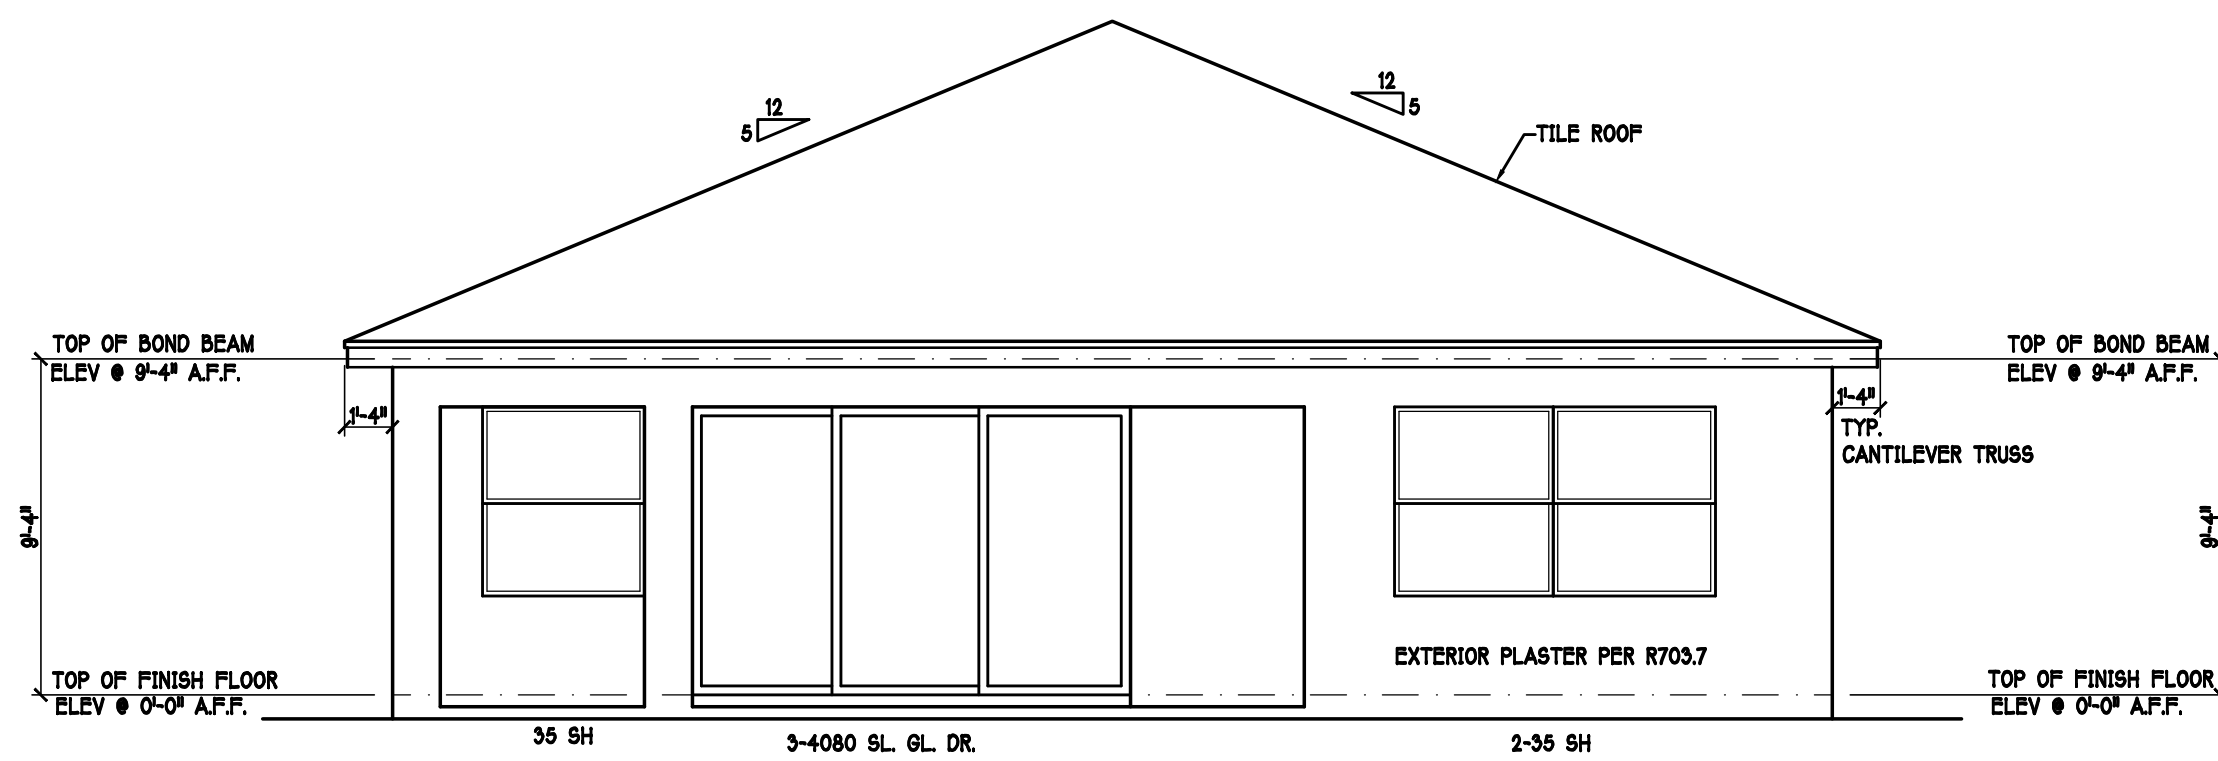 12
5
12
5
TILE ROOF
TOP OF BOND BEAM
ELEV @ 9'-4" A.F.F.
TOP OF BOND BEAM
ELEV @ 9'-4" A.F.F.
1'-4"
1'-4"
TYP.
CANTILEVER TRUSS
9'-4"
9'-4"
EXTERIOR PLASTER PER R703.7
TOP OF FINISH FLOOR
ELEV @ 0'-0" A.F.F.
TOP OF FINISH FLOOR
ELEV @ 0'-0" A.F.F.
35 SH
3-4080 SL. GL. DR.
2-35 SH